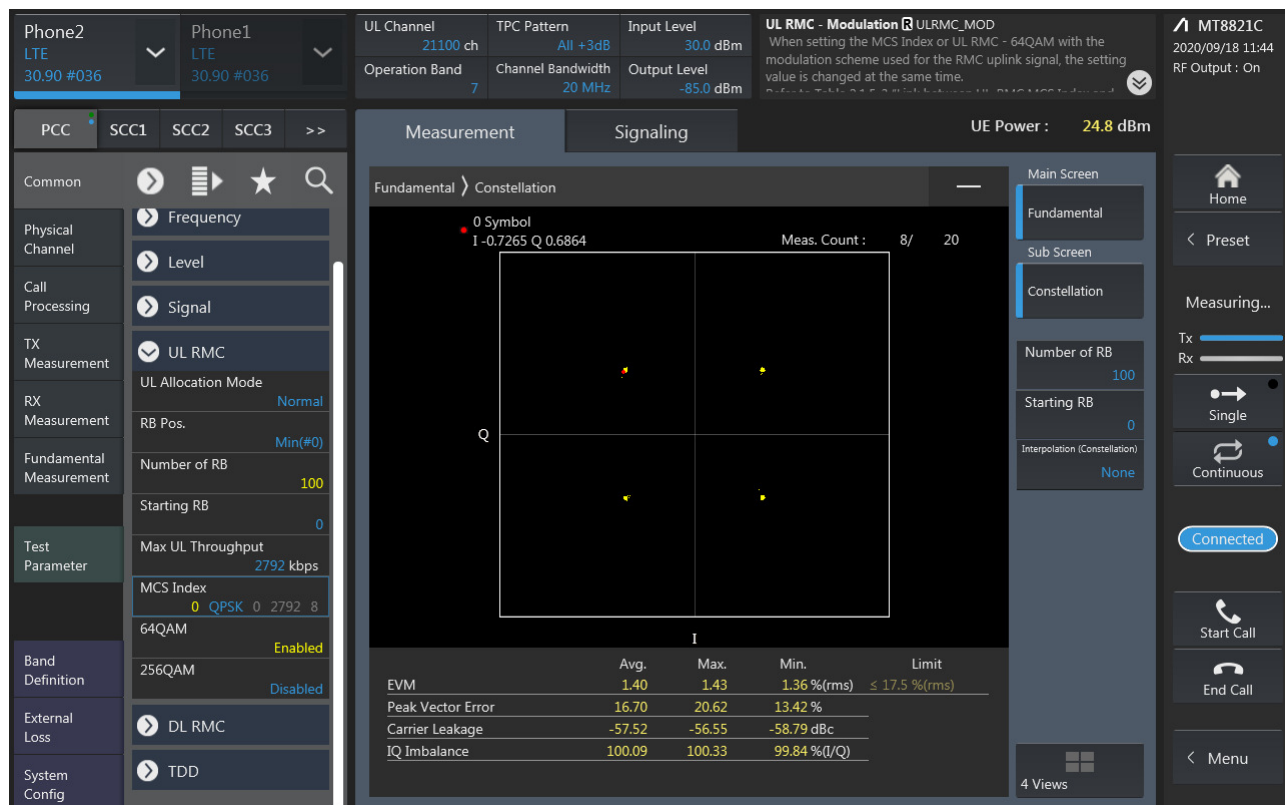 Phone2
LTE
30.90 #036
Phone1
LTE
30.90 #036
UL Channel
21100 ch
Operation Band
7
TPC Pattern
All +3dB
Channel Bandwidth
20 MHz
Input Level
30.0 dBm
Output Level
-85.0 dBm
UL RMC - Modulation R ULRMC_MOD
When setting the MCS Index or UL RMC - 64QAM with the
modulation scheme used for the RMC uplink signal, the setting
value is changed at the same time.
MT8821C
2020/09/18 11:44
RF Output : On
PCC SCC1 SCC2 SCC3 >>
Measurement Signaling
UE Power : 24.8 dBm
Common
Physical
Channel
Call
Processing
TX
Measurement
RX
Measurement
Fundamental
Measurement
Test
Parameter
Band
Definition
External
Loss
System
Config
Frequency
Level
Signal
UL RMC
UL Allocation Mode
Normal
RB Pos.
Min(#0)
Number of RB
100
Starting RB
0
Max UL Throughput
2792 kbps
MCS Index
0 QPSK 0 2792 8
64QAM
Enabled
256QAM
Disabled
DL RMC
TDD
Fundamental Constellation
0 Symbol
I -0.7265 Q 0.6864
Meas. Count : 8/ 20
Q
I
Avg. Max. Min. Limit
EVM 1.40 1.43 1.36 %(rms) ≤ 17.5 %(rms)
Peak Vector Error 16.70 20.62 13.42 %
Carrier Leakage -57.52 -56.55 -58.79 dBc
IQ Imbalance 100.09 100.33 99.84 %(I/Q)
Main Screen
Fundamental
Sub Screen
Constellation
Number of RB
100
Starting RB
0
Interpolation (Constellation)
None
4 Views
Home
< Preset
Measuring...
Tx
Rx
Single
Continuous
Connected
Start Call
End Call
< Menu